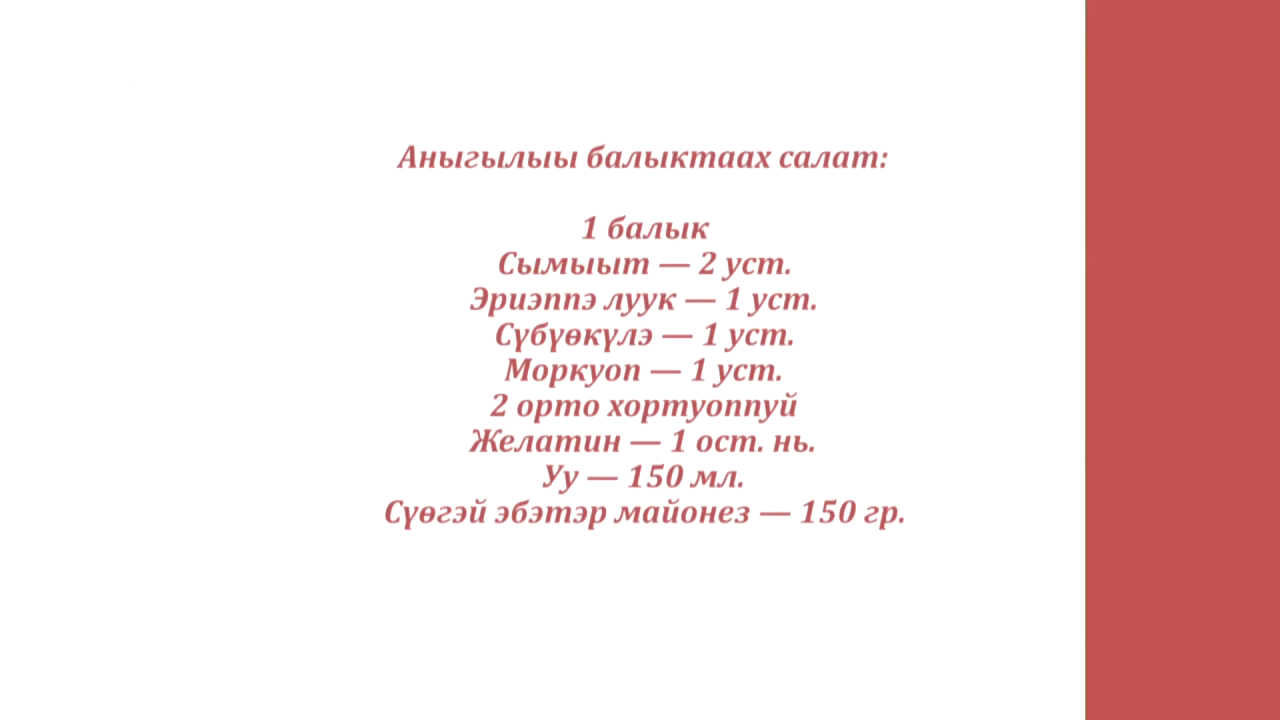 Аныгылыы балыктаах салат:
1 балык
Сымыыт — 2 уст.
Эриэппэ луук — 1 уст.
Сүбүөкүлэ — 1 уст.
Моркуоп — 1 уст.
2 орто хортуоппуй
Желатин — 1 ост. нь.
Уу — 150 мл.
Сүөгэй эбэтэр майонез — 150 гр.